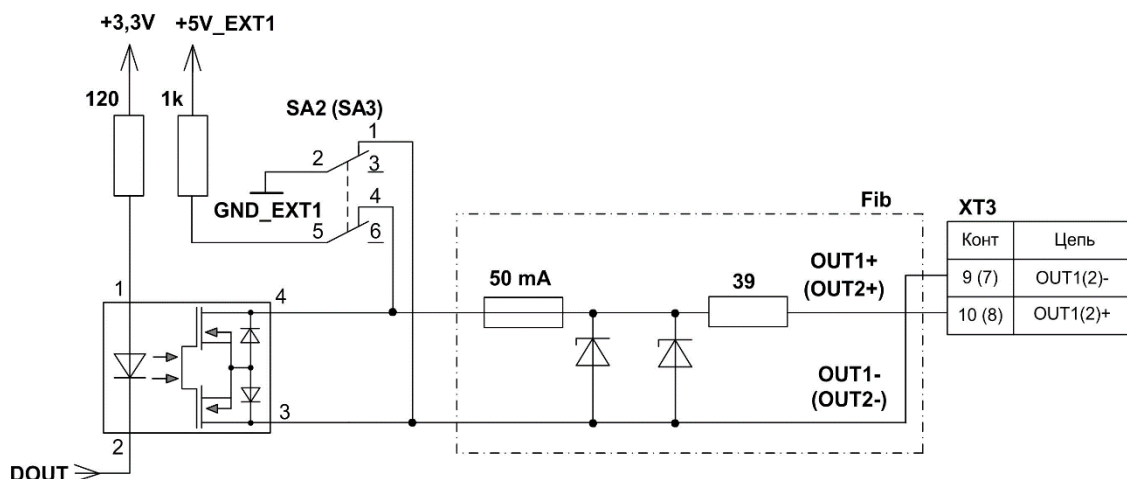 +3,3V
+5V_EXT1
120
1k
SA2 (SA3)
1
2
3
GND_EXT1
4
5
6
Fib
XT3
Конт
Цепь
9 (7)
OUT1(2)-
10 (8)
OUT1(2)+
50 mA
39
OUT1+
(OUT2+)
OUT1-
(OUT2-)
1
4
3
2
DOUT